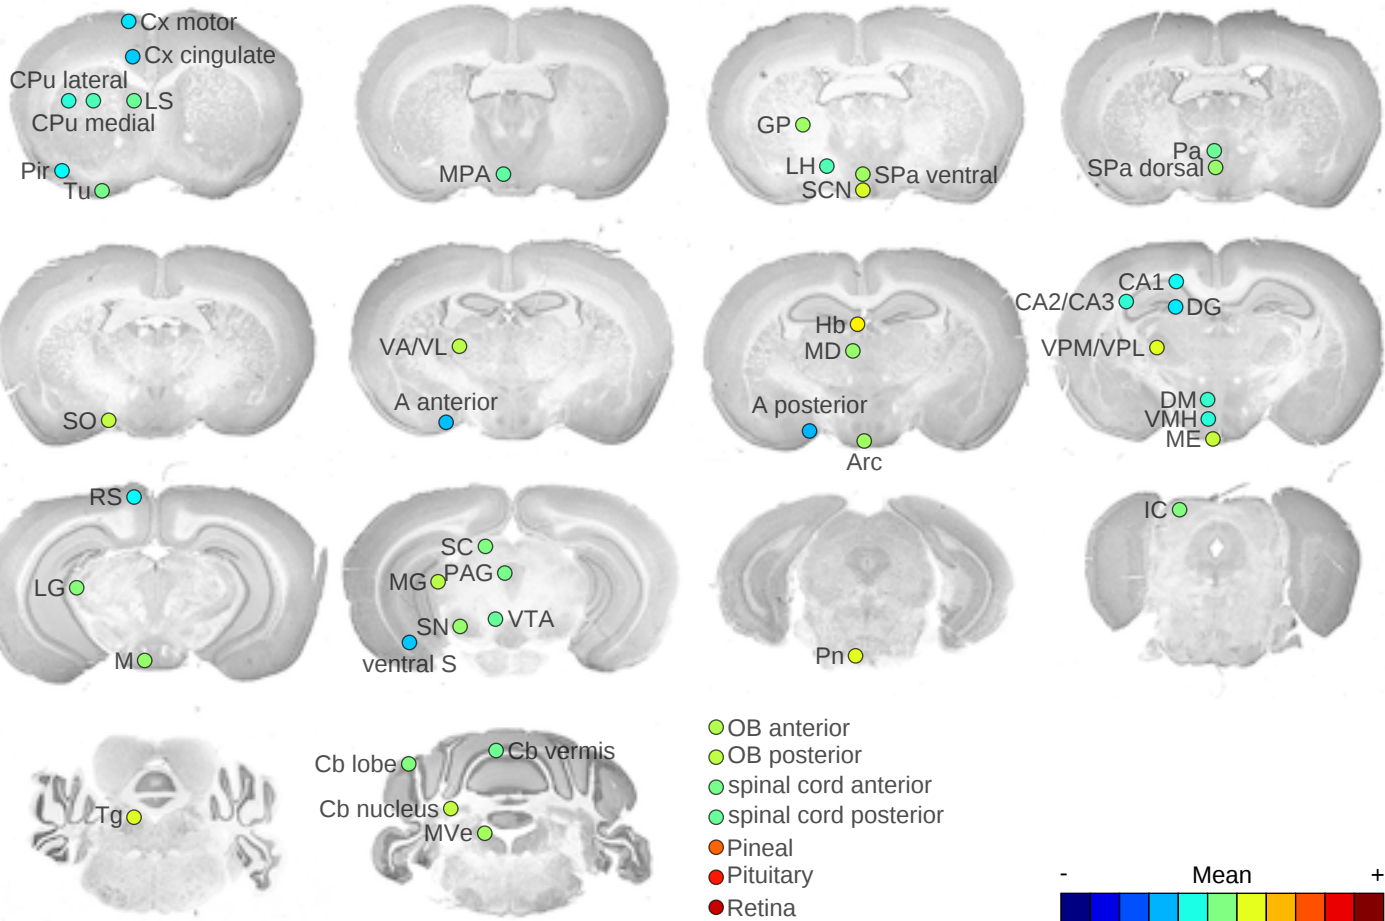 Cx motor
Cx cingulate
CPu lateral
LS
CPu medial
Pir
Tu
MPA
GP
LH
SPa ventral
SCN
Pa
SPa dorsal
SO
VA/VL
A anterior
Hb
MD
A posterior
Arc
CA1
CA2/CA3
DG
VPM/VPL
DM
VMH
ME
RS
LG
M
SC
PAG
MG
VTA
SN
ventral S
Pn
IC
Tg
Cb vermis
Cb lobe
Cb nucleus
MVe
OB anterior
OB posterior
spinal cord anterior
spinal cord posterior
Pineal
Pituitary
Retina
- Mean +